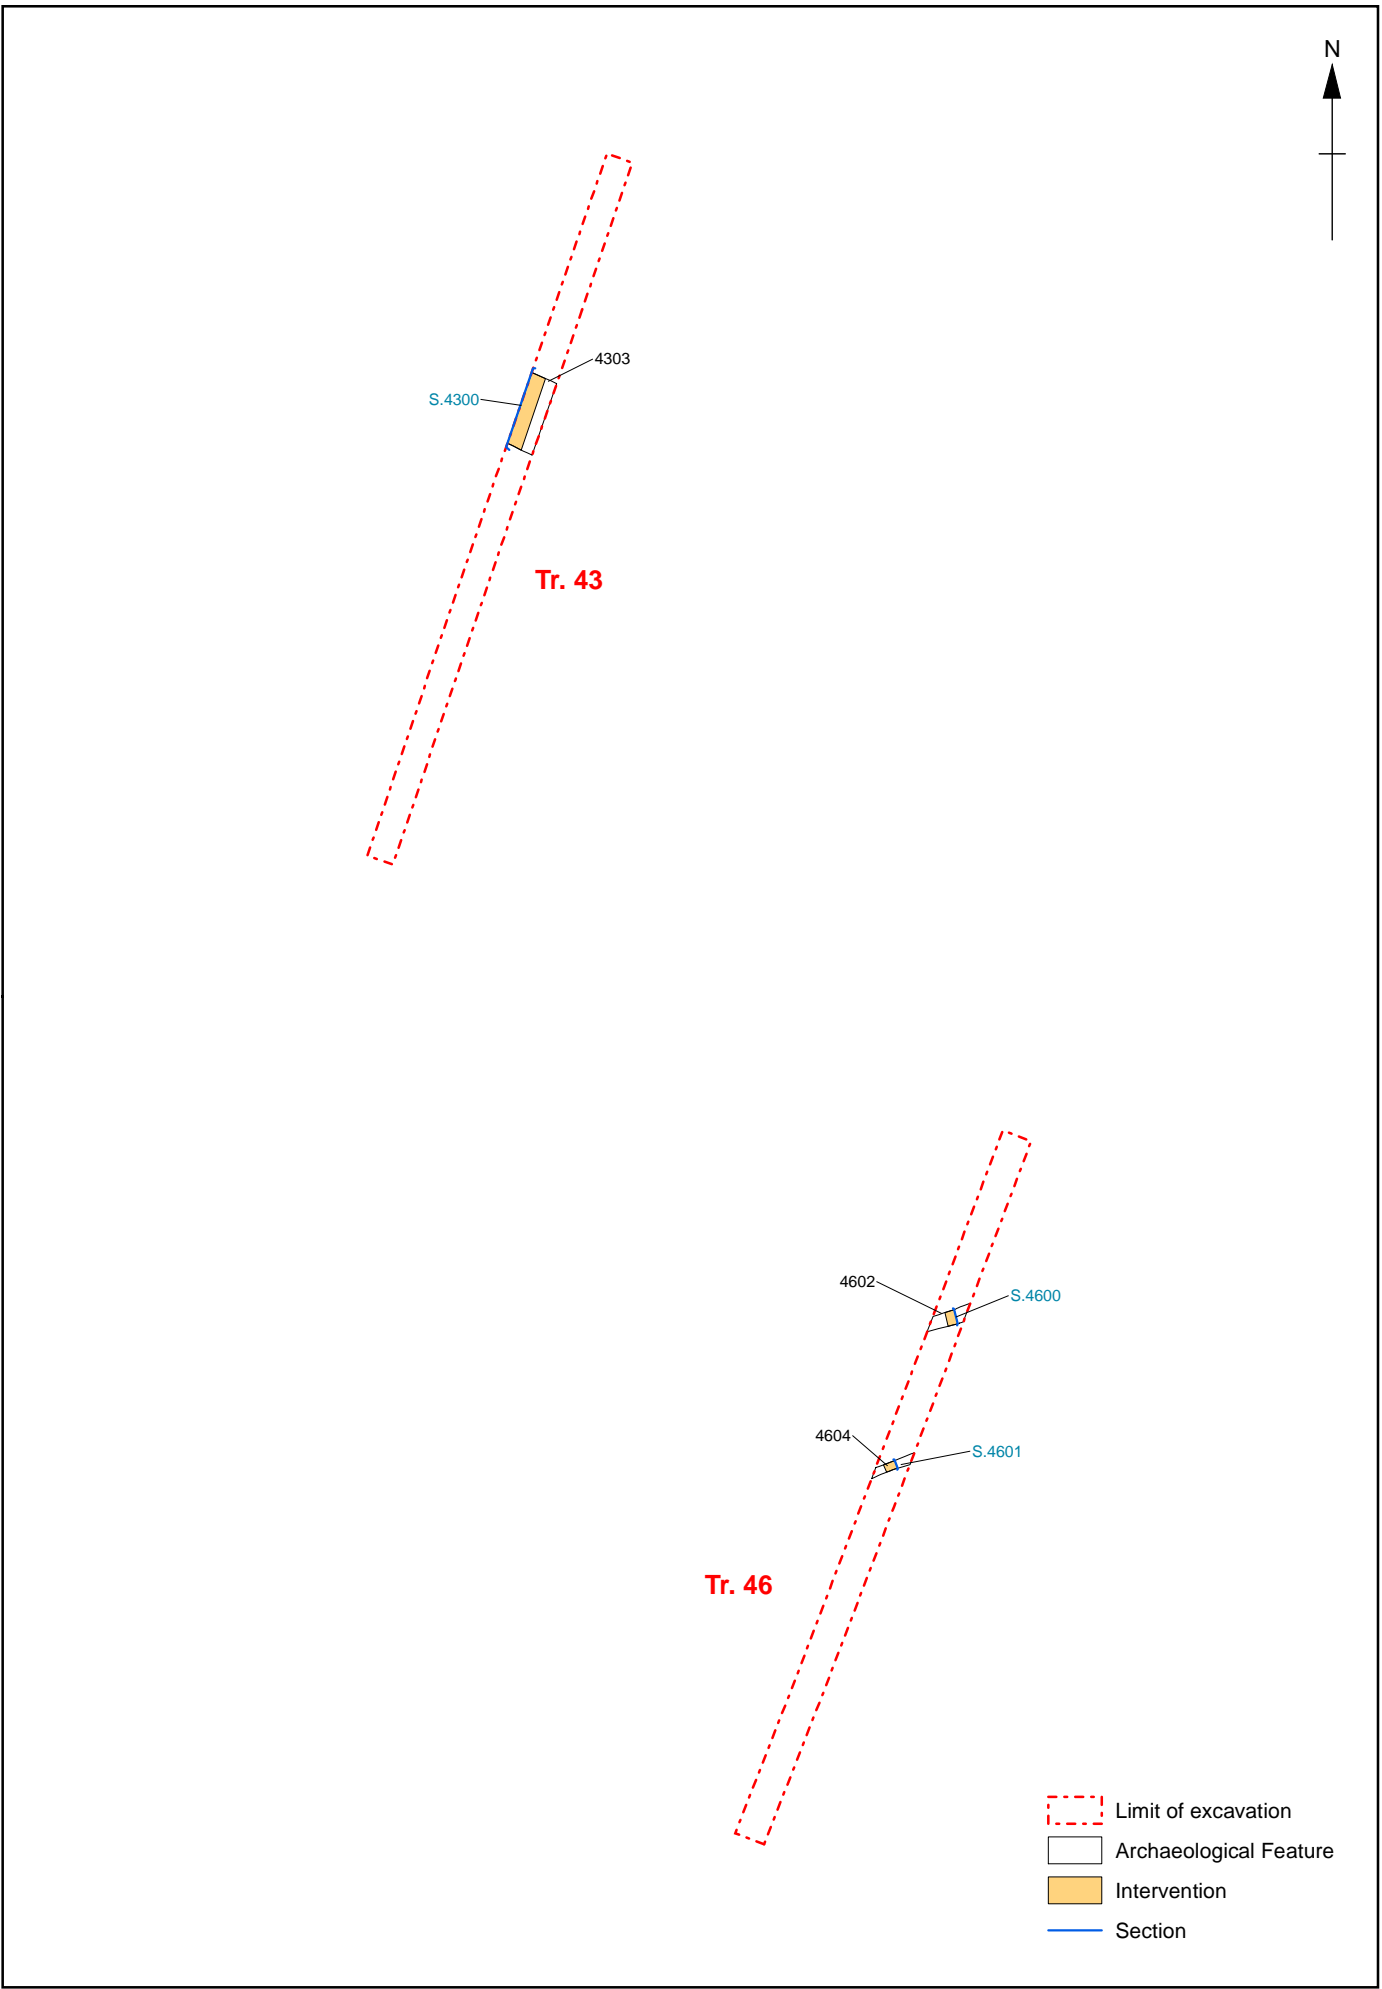 N
4303
S.4300
Tr. 43
4602
S.4600
4604
S.4601
Tr. 46
Limit of excavation
Archaeological Feature
Intervention
Section